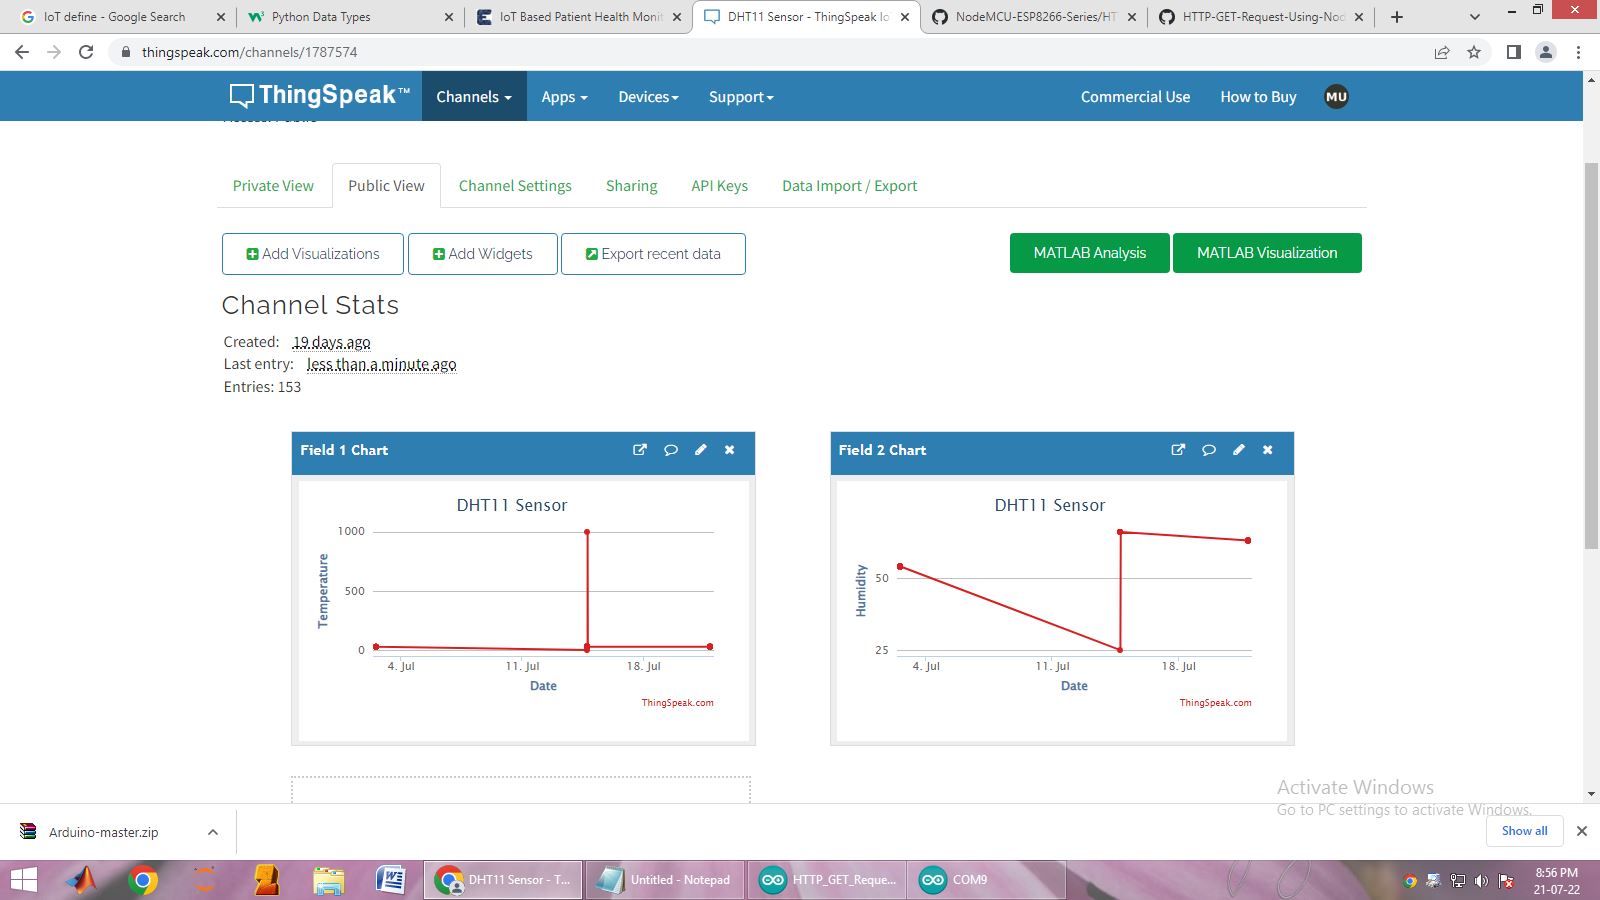 IoT define - Google Search
Python Data Types
IoT Based Patient Health Monit
DHT11 Sensor - ThingSpeak Io
NodeMCU-ESP8266-Series/HT
HTTP-GET-Request-Using-Nod
thingspeak.com/channels/1787574
ThingSpeak™
Channels
Apps
Devices
Support
Commercial Use
How to Buy
MU
Private View
Public View
Channel Settings
Sharing
API Keys
Data Import / Export
Add Visualizations
Add Widgets
Export recent data
MATLAB Analysis
MATLAB Visualization
Channel Stats
Created: 19 days ago
Last entry: less than a minute ago
Entries: 153
Field 1 Chart
DHT11 Sensor
Temperature
1000
500
0
4. Jul
11. Jul
18. Jul
Date
ThingSpeak.com
Field 2 Chart
DHT11 Sensor
Humidity
50
25
4. Jul
11. Jul
18. Jul
Date
ThingSpeak.com
Activate Windows
Go to PC settings to activate Windows.
Arduino-master.zip
Show all
DHT11 Sensor - T...
Untitled - Notepad
HTTP_GET_Reque...
COM9
8:56 PM
21-07-22